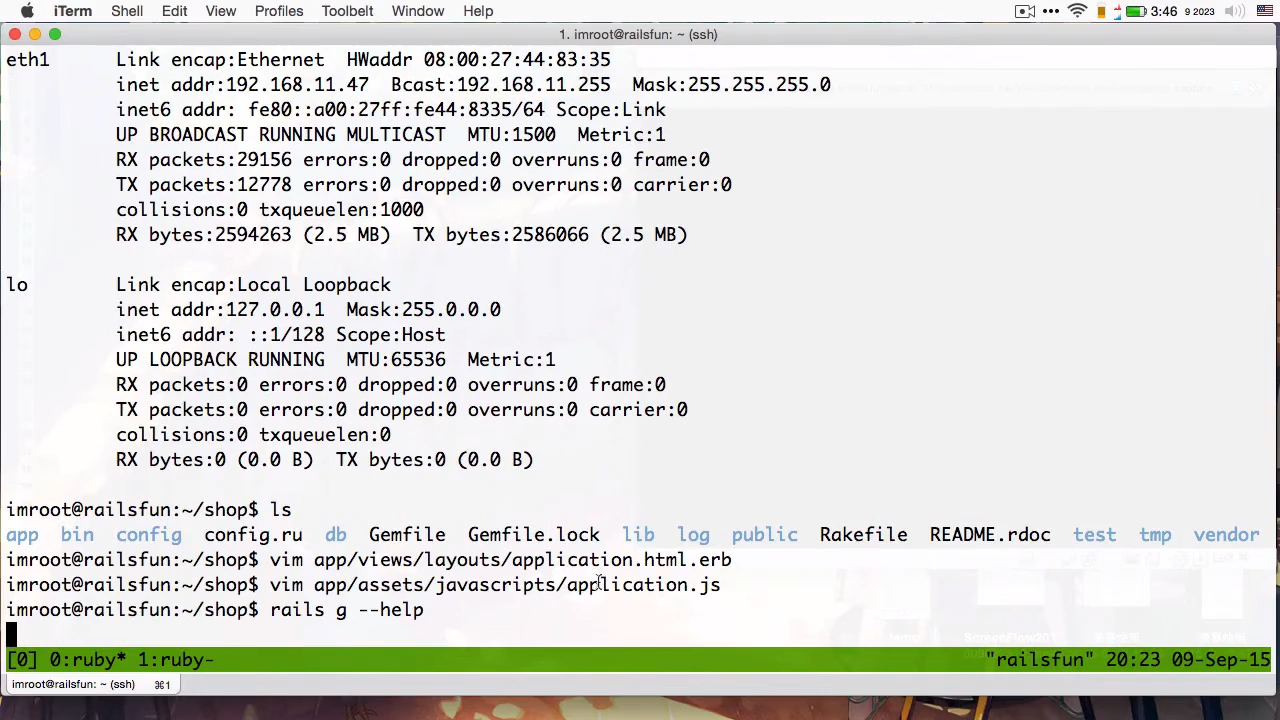 iTerm Shell Edit View Profiles Toolbelt Window Help 3:46 9 2023
1. imroot@railsfun: ~ (ssh)
eth1 Link encap:Ethernet HWaddr 08:00:27:44:83:35
inet addr:192.168.11.47 Bcast:192.168.11.255 Mask:255.255.255.0
inet6 addr: fe80::a00:27ff:fe44:8335/64 Scope:Link
UP BROADCAST RUNNING MULTICAST MTU:1500 Metric:1
RX packets:29156 errors:0 dropped:0 overruns:0 frame:0
TX packets:12778 errors:0 dropped:0 overruns:0 carrier:0
collisions:0 txqueuelen:1000
RX bytes:2594263 (2.5 MB) TX bytes:2586066 (2.5 MB)
lo Link encap:Local Loopback
inet addr:127.0.0.1 Mask:255.0.0.0
inet6 addr: ::1/128 Scope:Host
UP LOOPBACK RUNNING MTU:65536 Metric:1
RX packets:0 errors:0 dropped:0 overruns:0 frame:0
TX packets:0 errors:0 dropped:0 overruns:0 carrier:0
collisions:0 txqueuelen:0
RX bytes:0 (0.0 B) TX bytes:0 (0.0 B)
imroot@railsfun:~/shop$ ls
app bin config config.ru db Gemfile Gemfile.lock lib log public Rakefile README.rdoc test tmp vendor
imroot@railsfun:~/shop$ vim app/views/layouts/application.html.erb
imroot@railsfun:~/shop$ vim app/assets/javascripts/application.js
imroot@railsfun:~/shop$ rails g --help
[0] 0:ruby* 1:ruby- "railsfun" 20:23 09-Sep-15
imroot@railsfun: ~ (ssh) ⌘1